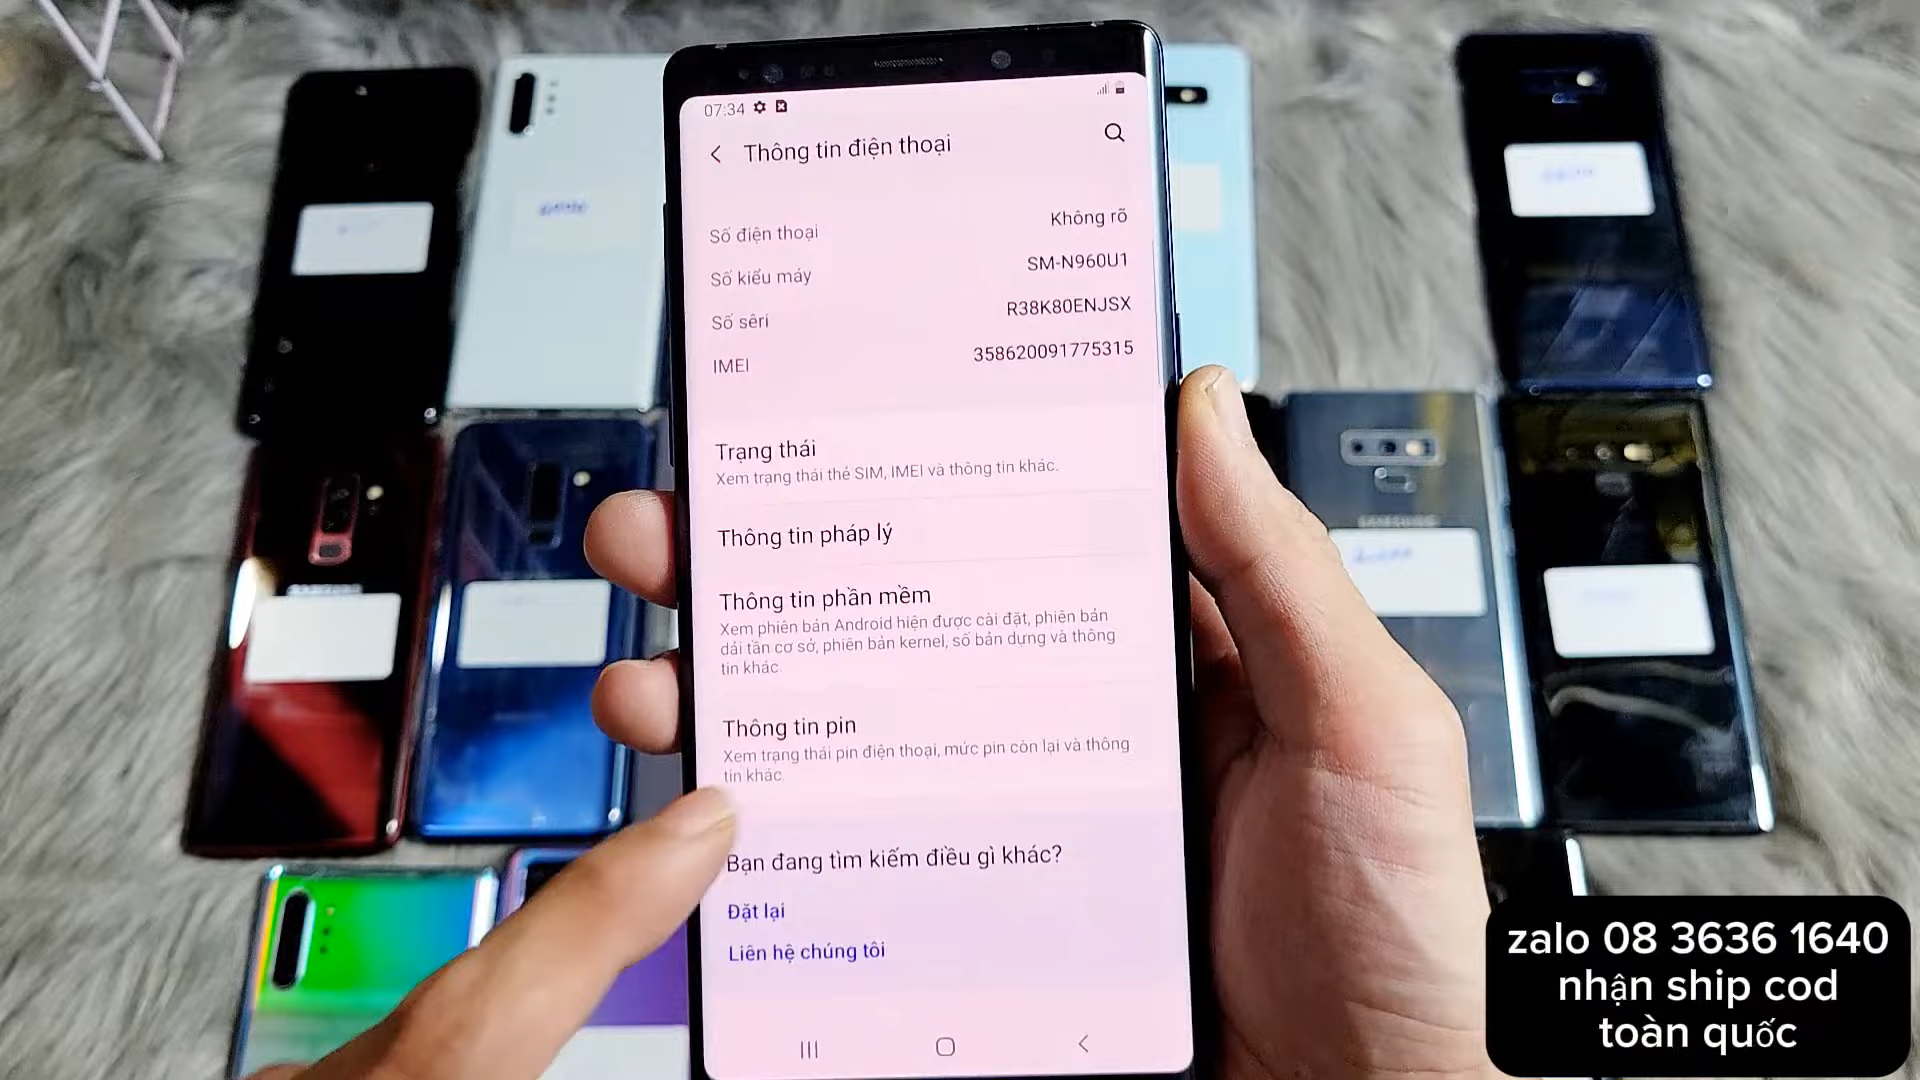 07:34
Thông tin điện thoại
Số điện thoại
Không rõ
Số kiểu máy
SM-N960U1
Số sêri
R38K80ENJSX
IMEI
358620091775315
Trạng thái
Xem trạng thái thẻ SIM, IMEI và thông tin khác.
Thông tin pháp lý
Thông tin phần mềm
Xem phiên bản Android hiện được cài đặt, phiên bản
dải tần cơ sở, phiên bản kernel, số bản dựng và thông
tin khác.
Thông tin pin
Xem trạng thái pin điện thoại, mức pin còn lại và thông
tin khác.
Bạn đang tìm kiếm điều gì khác?
Đặt lại
Liên hệ chúng tôi
zalo 08 3636 1640
nhận ship cod
toàn quốc